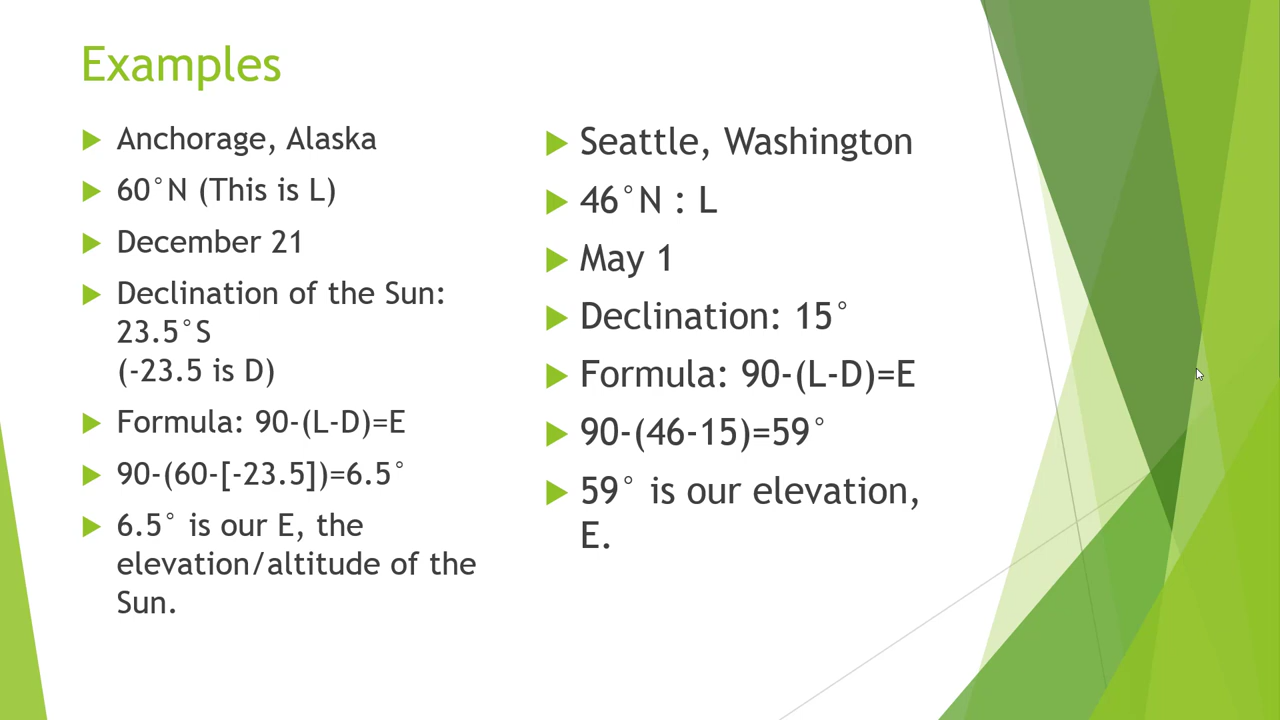 Examples
Anchorage, Alaska
60°N (This is L)
December 21
Declination of the Sun:
23.5°S
(-23.5 is D)
Formula: 90-(L-D)=E
90-(60-[-23.5])=6.5°
6.5° is our E, the
elevation/altitude of the
Sun.
Seattle, Washington
46°N : L
May 1
Declination: 15°
Formula: 90-(L-D)=E
90-(46-15)=59°
59° is our elevation,
E.